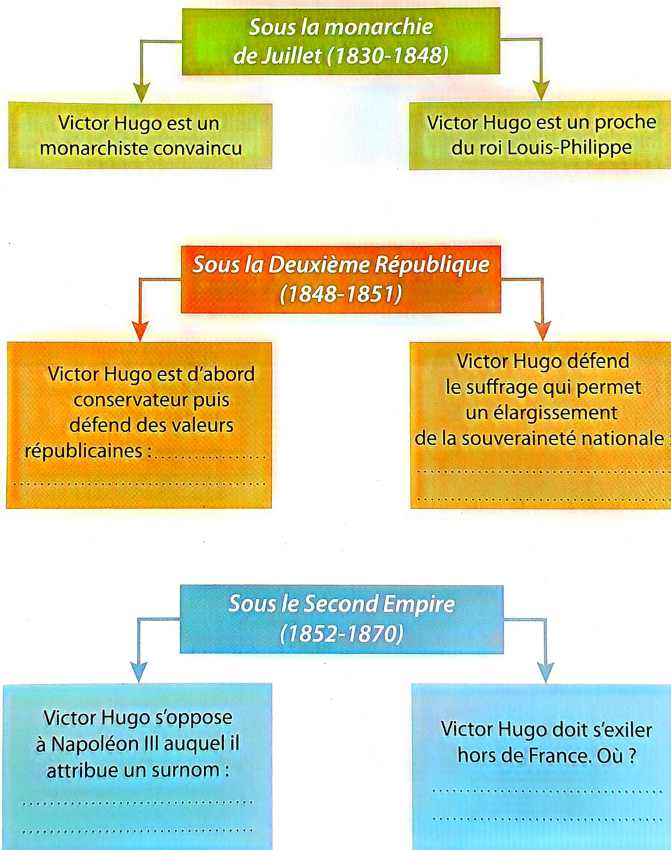 Sous la monarchie
de Juillet (1830-1848)
Victor Hugo est un
monarchiste convaincu
Victor Hugo est un proche
du roi Louis-Philippe
Sous la Deuxième République
(1848-1851)
Victor Hugo est d'abord
conservateur puis
défend des valeurs
républicaines : ....................
..............................................
Victor Hugo défend
le suffrage qui permet
un élargissement
de la souveraineté nationale :
..............................................
..............................................
Sous le Second Empire
(1852-1870)
Victor Hugo s'oppose
à Napoléon III auquel il
attribue un surnom :
..........................................
..........................................
Victor Hugo doit s'exiler
hors de France. Où ?
..........................................
..........................................